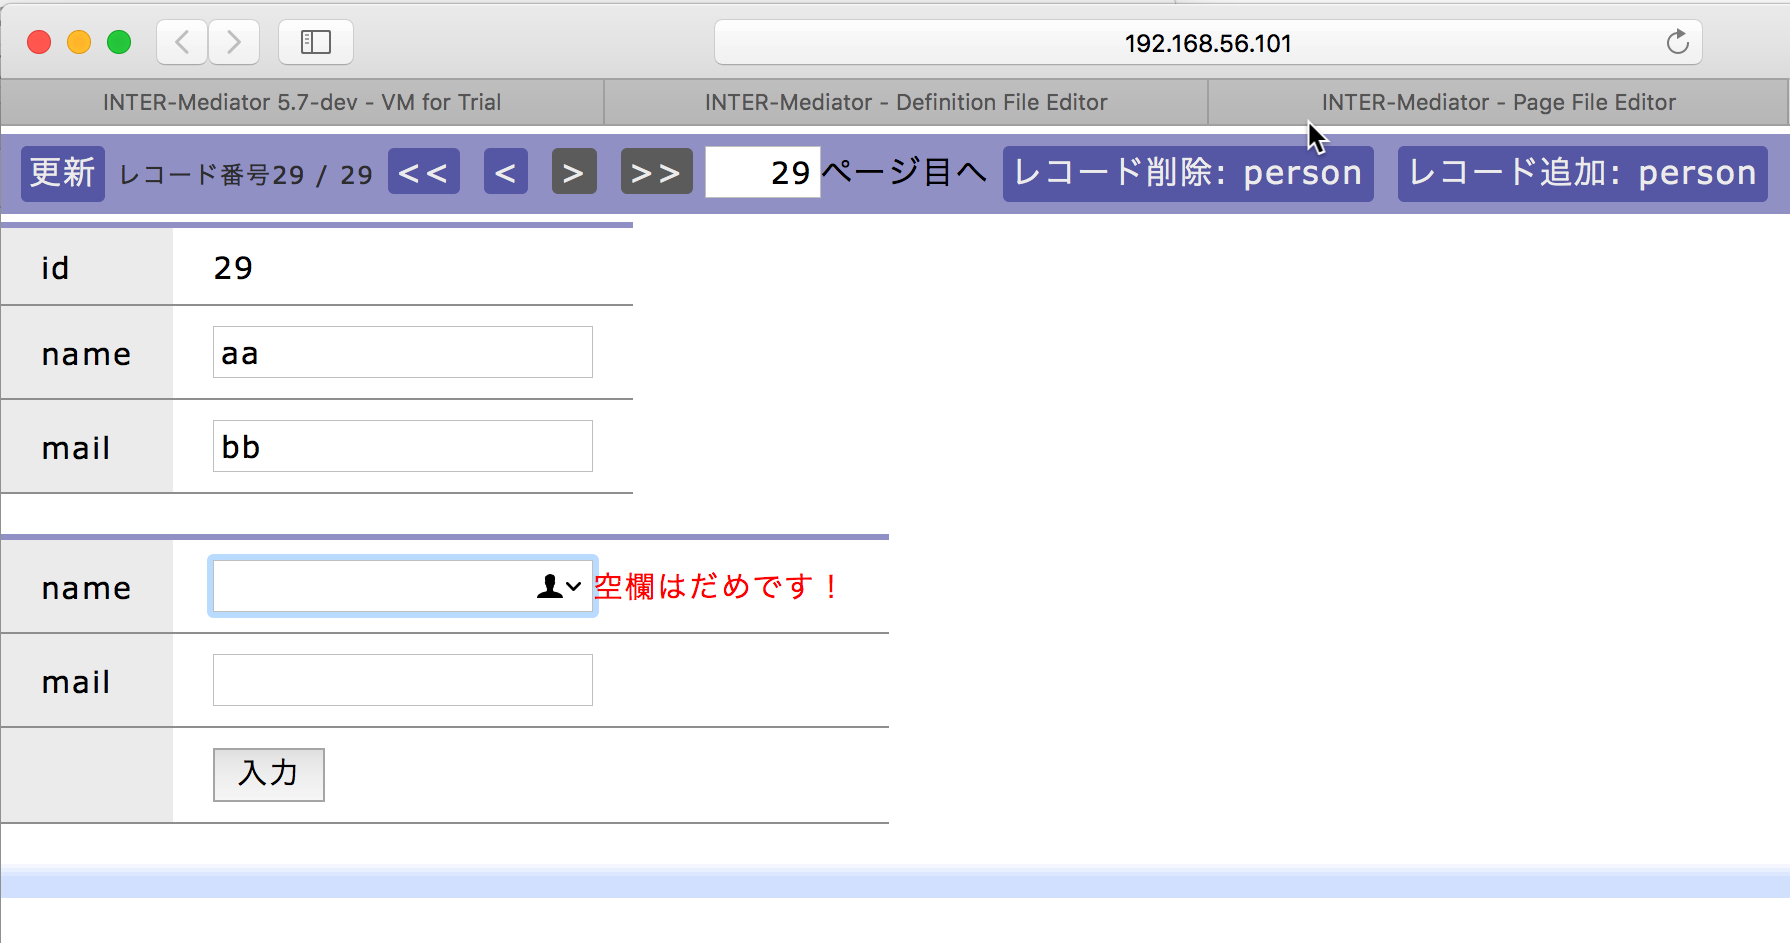 192.168.56.101
INTER-Mediator 5.7-dev - VM for Trial INTER-Mediator - Definition File Editor INTER-Mediator - Page File Editor
更新 レコード番号29 / 29 << < > >> 29ページ目へ レコード削除: person レコード追加: person
id 29
name aa
mail bb
name 空欄はだめです！
mail
入力